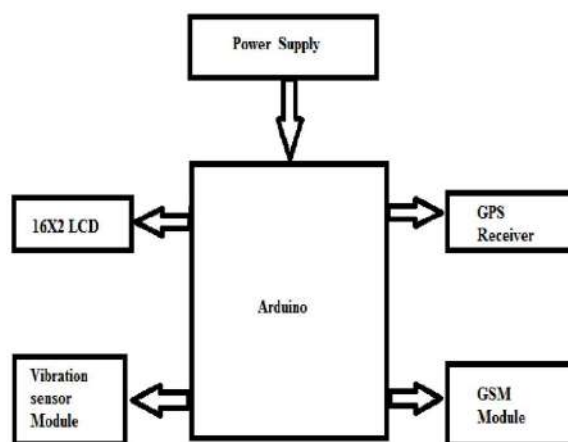 Power Supply
16X2 LCD
GPS
Receiver
Arduino
Vibration
sensor
Module
GSM
Module